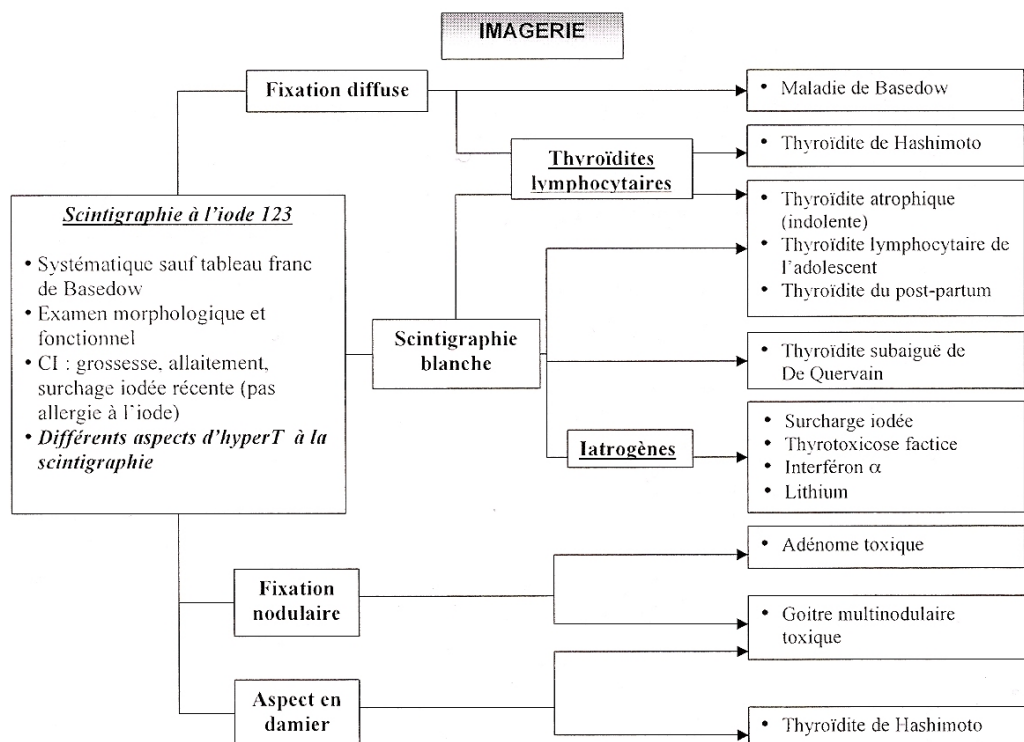 IMAGERIE
Fixation diffuse
• Maladie de Basedow
Thyroïdites
lymphocytaires
• Thyroïdite de Hashimoto
• Thyroïdite atrophique
(indolente)
• Thyroïdite lymphocytaire de
l'adolescent
• Thyroïdite du post-partum
Scintigraphie à l'iode 123
• Systématique sauf tableau franc
de Basedow
• Examen morphologique et
fonctionnel
• CI : grossesse, allaitement,
surchage iodée récente (pas
allergie à l'iode)
• Différents aspects d'hyperT à la
scintigraphie
Scintigraphie
blanche
• Thyroïdite subaiguë de
De Quervain
Iatrogènes
• Surcharge iodée
• Thyrotoxicose factice
• Interféron α
• Lithium
Fixation
nodulaire
• Adénome toxique
• Goitre multinodulaire
toxique
Aspect en
damier
• Thyroïdite de Hashimoto